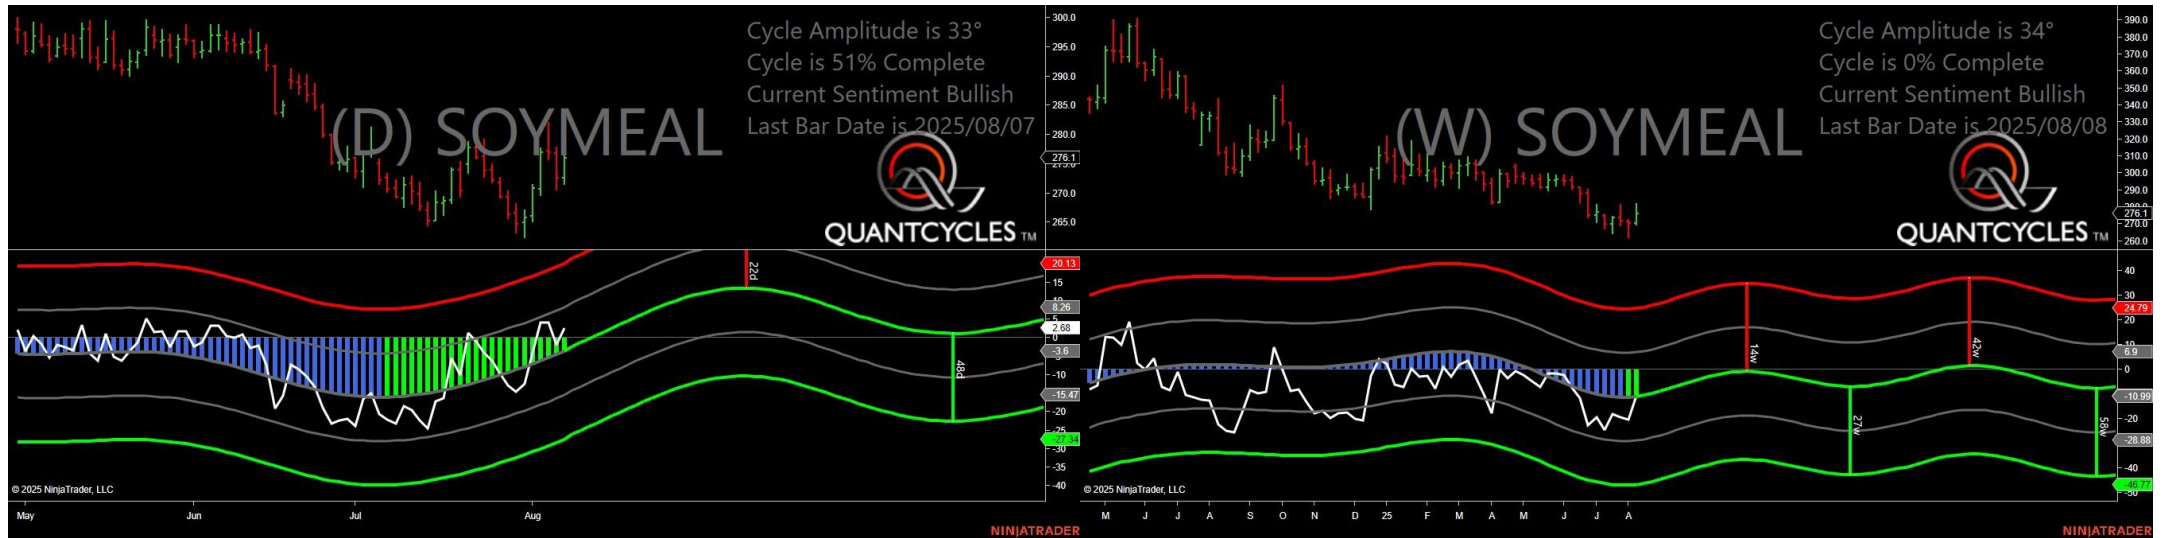 Cycle Amplitude is 33°
Cycle is 51% Complete
Current Sentiment Bullish
Last Bar Date is 2025/08/07
(D) SOYMEAL
QUANTCYCLES TM
300.0
295.0
290.0
285.0
280.0
276.1
270.0
265.0
22d
48d
20.13
15
8.26
5
2.68
0
-3.6
-10
-15.47
-20
-27.34
-30
-35
-40
© 2025 NinjaTrader, LLC
May Jun Jul Aug
NINJATRADER
Cycle Amplitude is 34°
Cycle is 0% Complete
Current Sentiment Bullish
Last Bar Date is 2025/08/08
(W) SOYMEAL
QUANTCYCLES TM
390.0
380.0
370.0
360.0
350.0
340.0
330.0
320.0
310.0
300.0
290.0
276.1
270.0
260.0
14w
27w
42w
58w
40
30
24.79
20
6.9
0
-10.99
-20
-28.88
-40
-46.77
© 2025 NinjaTrader, LLC
M J J A S O N D 25 F M A M J J A
NINJATRADER